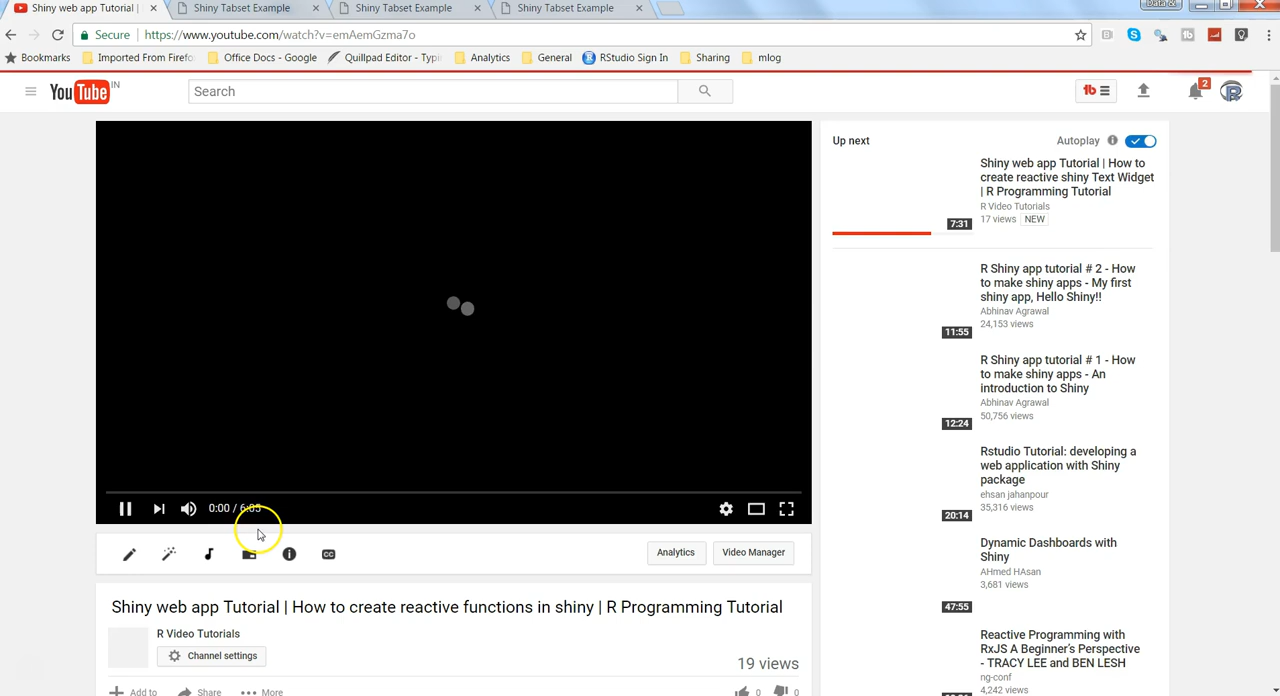 Shiny web app Tutorial | Shiny Tabset Example Shiny Tabset Example Shiny Tabset Example
Secure https://www.youtube.com/watch?v=emAemGzma7o
Bookmarks Imported From Firefo Office Docs - Google Quillpad Editor - Typin Analytics General RStudio Sign In Sharing mlog
YouTube IN
Search
2
Up next
Autoplay
Shiny web app Tutorial | How to
create reactive shiny Text Widget
| R Programming Tutorial
R Video Tutorials
17 views NEW
7:31
R Shiny app tutorial # 2 - How
to make shiny apps - My first
shiny app, Hello Shiny!!
Abhinav Agrawal
24,153 views
11:55
R Shiny app tutorial # 1 - How
to make shiny apps - An
introduction to Shiny
Abhinav Agrawal
50,756 views
12:24
Rstudio Tutorial: developing a
web application with Shiny
package
ehsan jahanpour
35,316 views
20:14
Dynamic Dashboards with
Shiny
AHmed HAsan
3,681 views
47:55
Reactive Programming with
RxJS A Beginner's Perspective
- TRACY LEE and BEN LESH
ng-conf
4,242 views
0:00 / 6:05
CC
Analytics Video Manager
Shiny web app Tutorial | How to create reactive functions in shiny | R Programming Tutorial
R Video Tutorials
Channel settings
19 views
Add to Share More 0 0